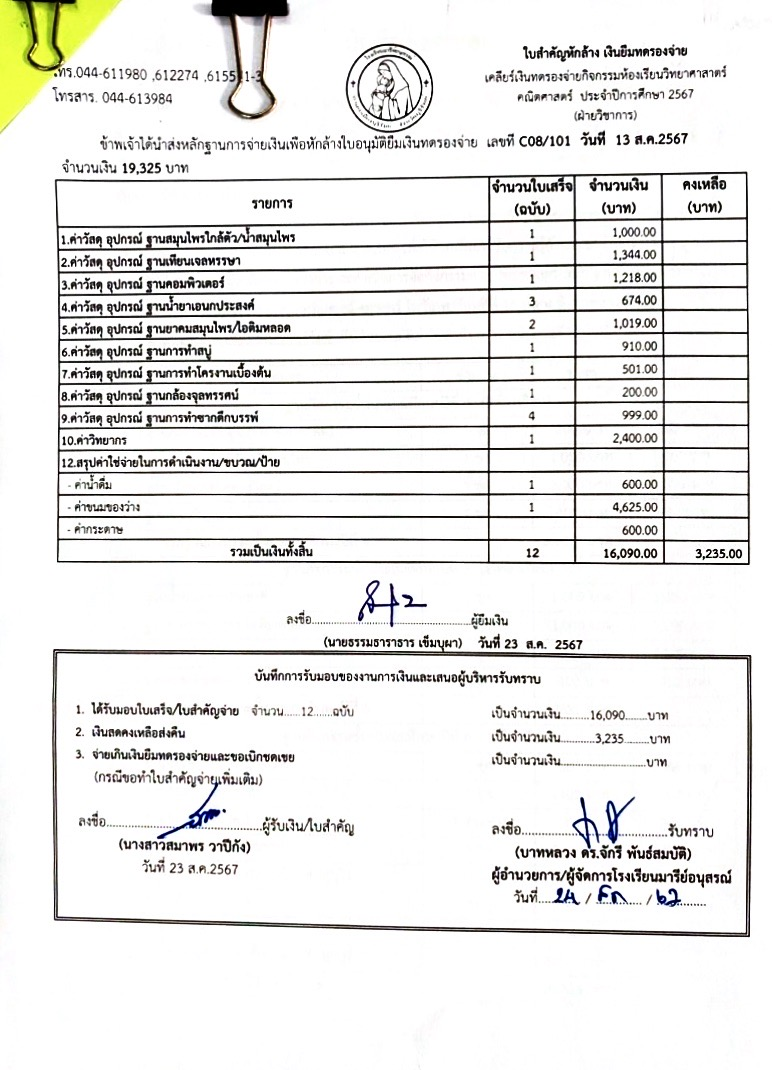 ใบสำคัญหักล้าง เงินยืมทดรองจ่าย
โทร.044-611980 ,612274 ,615511-3
เคลียร์เงินทดรองจ่ายกิจกรรมห้องเรียนวิทยาศาสตร์
โทรสาร. 044-613984
คณิตศาสตร์ ประจำปีการศึกษา 2567
(ฝ่ายวิชาการ)
ข้าพเจ้าได้นำส่งหลักฐานการจ่ายเงินเพื่อหักล้างใบอนุมัติยืมเงินทดรองจ่าย เลขที่ C08/101 วันที่ 13 ส.ค.2567
จำนวนเงิน 19,325 บาท
รายการ จำนวนใบเสร็จ (ฉบับ) จำนวนเงิน (บาท) คงเหลือ (บาท)
1.ค่าวัสดุ อุปกรณ์ ฐานสมุนไพรใกล้ตัว/น้ำสมุนไพร 1 1,000.00
2.ค่าวัสดุ อุปกรณ์ ฐานเทียนเจลหรรษา 1 1,344.00
3.ค่าวัสดุ อุปกรณ์ ฐานคอมพิวเตอร์ 1 1,218.00
4.ค่าวัสดุ อุปกรณ์ ฐานน้ำยาเอนกประสงค์ 3 674.00
5.ค่าวัสดุ อุปกรณ์ ฐานยาดมสมุนไพร/ไอติมหลอด 2 1,019.00
6.ค่าวัสดุ อุปกรณ์ ฐานการทำสบู่ 1 910.00
7.ค่าวัสดุ อุปกรณ์ ฐานการทำโครงานเบื้องต้น 1 501.00
8.ค่าวัสดุ อุปกรณ์ ฐานกล้องจุลทรรศน์ 1 200.00
9.ค่าวัสดุ อุปกรณ์ ฐานการทำซากดึกบรรพ์ 4 999.00
10.ค่าวิทยากร 1 2,400.00
12.สรุปค่าใช่จ่ายในการดำเนินงาน/ขบวณ/ป้าย
- ค่าน้ำดื่ม 1 600.00
- ค่าขนมของว่าง 1 4,625.00
- ค่ากระดาษ 600.00
รวมเป็นเงินทั้งสิ้น 12 16,090.00 3,235.00
ลงชื่อ..........ผู้ยืมเงิน
(นายธรรมธาราธาร เข็มบุผา) วันที่ 23 ส.ค. 2567
บันทึกการรับมอบของงานการเงินและเสนอผู้บริหารรับทราบ
1. ได้รับมอบใบเสร็จ/ใบสำคัญจ่าย จำนวน......12......ฉบับ เป็นจำนวนเงิน..........16,090........บาท
2. เงินสดคงเหลือส่งคืน เป็นจำนวนเงิน............3,235.........บาท
3. จ่ายเกินเงินยืมทดรองจ่ายและขอเบิกชดเชย เป็นจำนวนเงิน..............................บาท
(กรณีขอทำใบสำคัญจ่ายเพิ่มเติม)
ลงชื่อ..........ผู้รับเงิน/ใบสำคัญ ลงชื่อ..........รับทราบ
(นางสาวสมาพร วาปีกัง) (บาทหลวง ดร.จักรี พันธ์สมบัติ)
วันที่ 23 ส.ค.2567 ผู้อำนวยการ/ผู้จัดการโรงเรียนมารีย์อนุสรณ์
วันที่ 24 / สค / 67